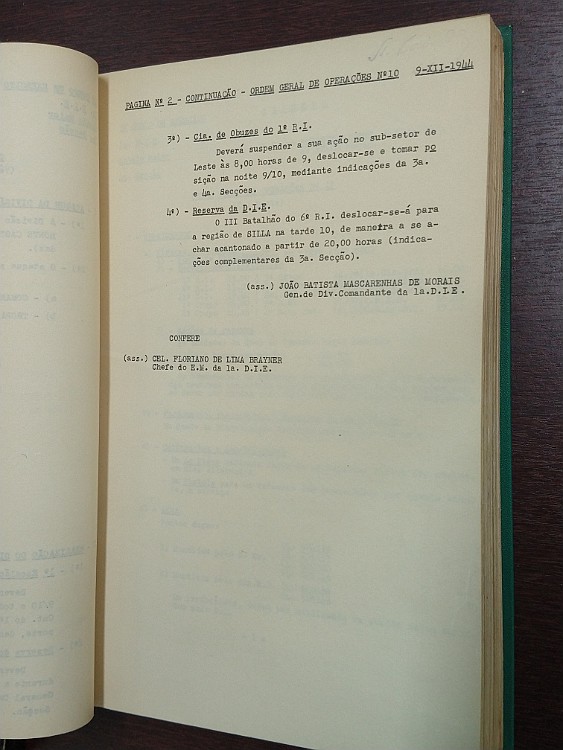 PAGINA Nº 2 - CONTINUAÇÃO - ORDEM GERAL DE OPERAÇÕES Nº10 9-XII-1944
3º) - Cia. de Obuzes do 1º R.I.
Deverá suspender a sua ação no sub-setor de
Leste às 8,00 horas de 9, deslocar-se e tomar po
sição na noite 9/10, mediante indicações da 3a.
e 4a. Secções.
4º) - Reserva da D.I.E.
O III Batalhão do 6º R.I. deslocar-se-á para
a região de SILLA na tarde 10, de maneira a se a-
char acantonado a partir de 20,00 horas (indica-
ções complementares da 3a. Secção).
(ass.) JOÃO BATISTA MASCARENHAS DE MORAIS
Gen.de Div.Comandante da 1a.D.I.E.
CONFERE
(ass.) CEL. FLORIANO DE LIMA BRAYNER
Chefe do E.M. da 1a. D.I.E.